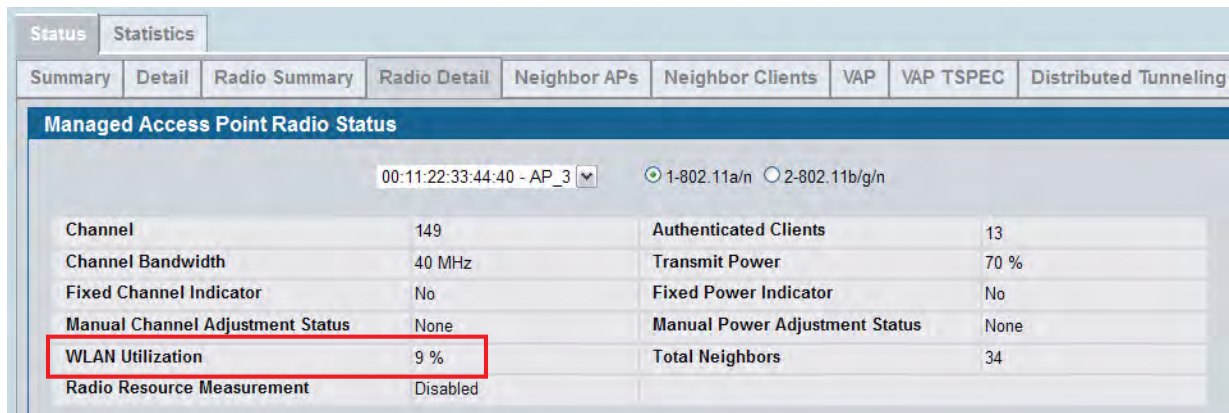 Status Statistics
Summary Detail Radio Summary Radio Detail Neighbor APs Neighbor Clients VAP VAP TSPEC Distributed Tunneling
Managed Access Point Radio Status
00:11:22:33:44:40 - AP_3 1-802.11a/n 2-802.11b/g/n
Channel 149 Authenticated Clients 13
Channel Bandwidth 40 MHz Transmit Power 70 %
Fixed Channel Indicator No Fixed Power Indicator No
Manual Channel Adjustment Status None Manual Power Adjustment Status None
WLAN Utilization 9 % Total Neighbors 34
Radio Resource Measurement Disabled